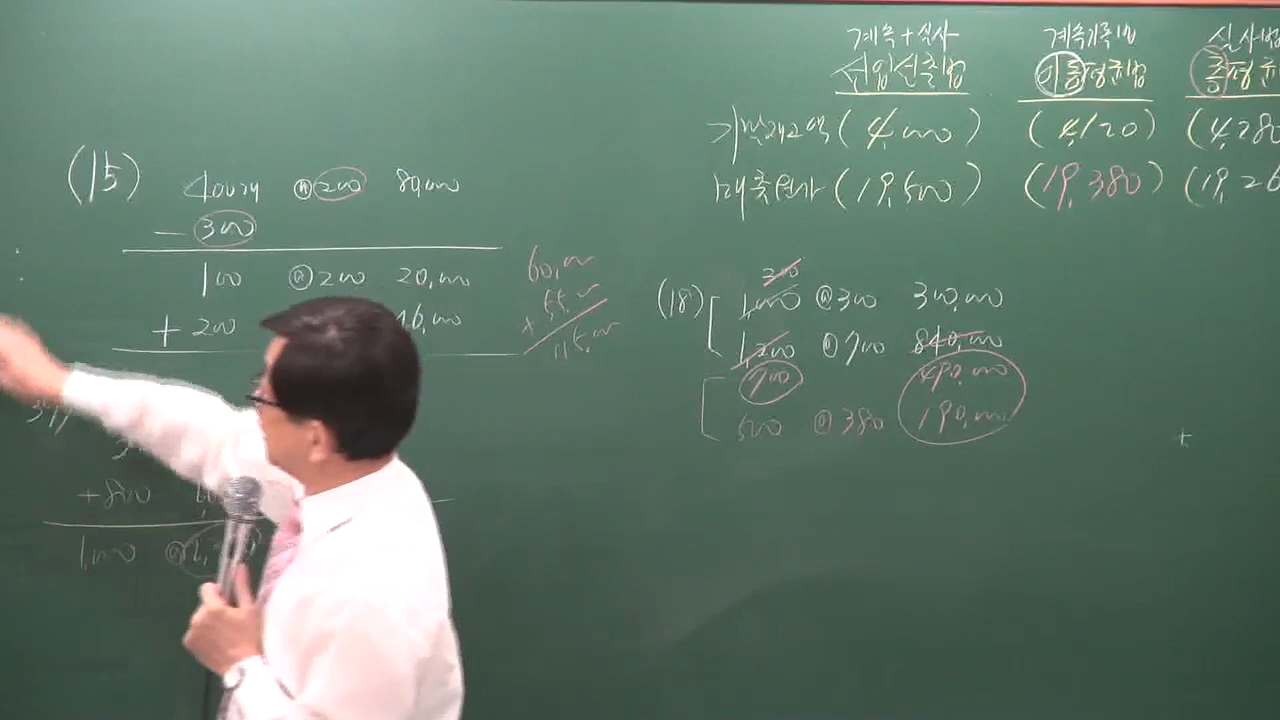 계속+실사 계속기록법 실사법
선입선출법 이동평균법 총평균
기말재고액 (4,000) (4,120) (4,280
매출원가 (19,500) (19,380) (19,26
(15) 400개 @200 80,000
- 300
100 @200 20,000
+ 200 16,000
60,000
+ 55,000
115,000
+800
1,000
(18) 300
1,000 @300 300,000
1,200 @700 840,000
700 490,000
500 @380 190,000
+